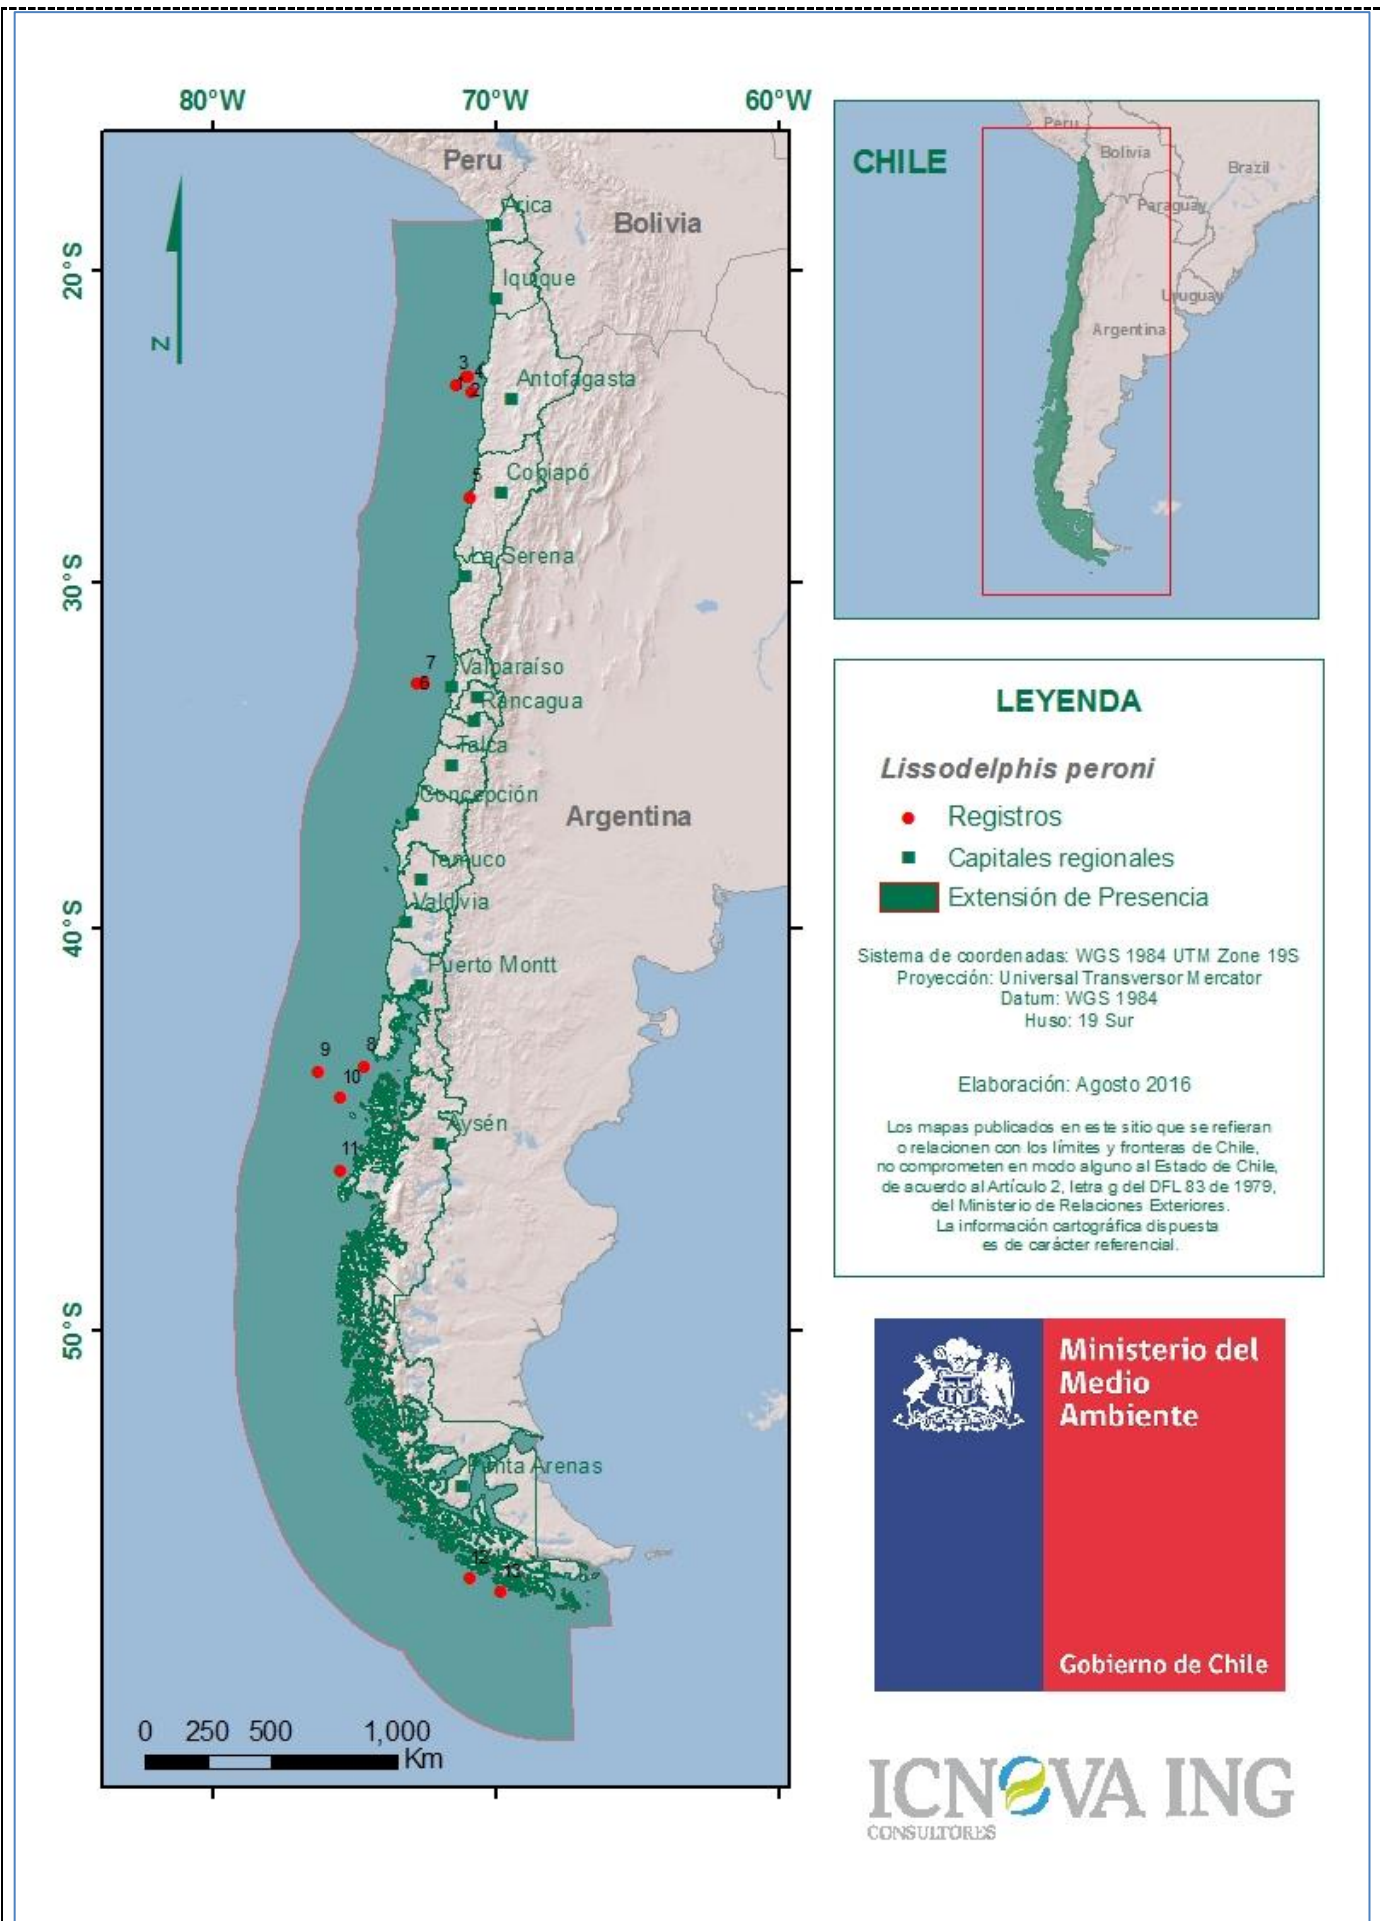 80°W 70°W 60°W
20°S
30°S
40°S
50°S
N
Peru
Bolivia
Argentina
Arica
Iquique
3
4
1
2
Antofagasta
5
Copiapó
La Serena
7
6
Valparaíso
Rancagua
Talca
Concepción
Temuco
Valdivia
Puerto Montt
9
8
10
11
Aysén
Punta Arenas
12
13
0 250 500 1,000
Km
CHILE
Peru
Bolivia
Brazil
Paraguay
Uruguay
Argentina
LEYENDA
Lissodelphis peroni
Registros
Capitales regionales
Extensión de Presencia
Sistema de coordenadas: WGS 1984 UTM Zone 19S
Proyección: Universal Transversor Mercator
Datum: WGS 1984
Huso: 19 Sur
Elaboración: Agosto 2016
Los mapas publicados en este sitio que se refieran
o relacionen con los límites y fronteras de Chile,
no comprometen en modo alguno al Estado de Chile,
de acuerdo al Artículo 2, letra g del DFL 83 de 1979,
del Ministerio de Relaciones Exteriores.
La información cartográfica dispuesta
es de carácter referencial.
Ministerio del
Medio
Ambiente
Gobierno de Chile
ICNOVA ING
CONSULTORES